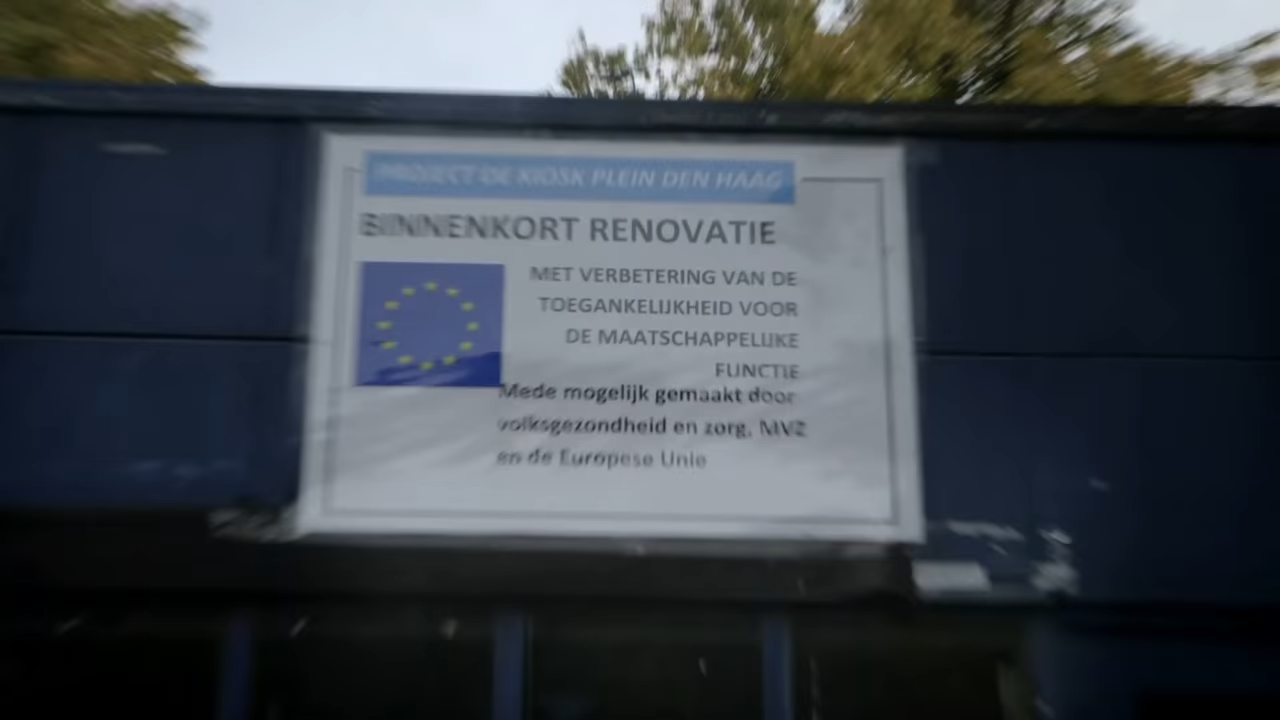 PROJECT DE KIOSK PLEIN DEN HAAG
BINNENKORT RENOVATIE
MET VERBETERING VAN DE
TOEGANKELIJKHEID VOOR
DE MAATSCHAPPELIJKE
FUNCTIE
Mede mogelijk gemaakt door
volksgezondheid en zorg, MVZ
en de Europese Unie